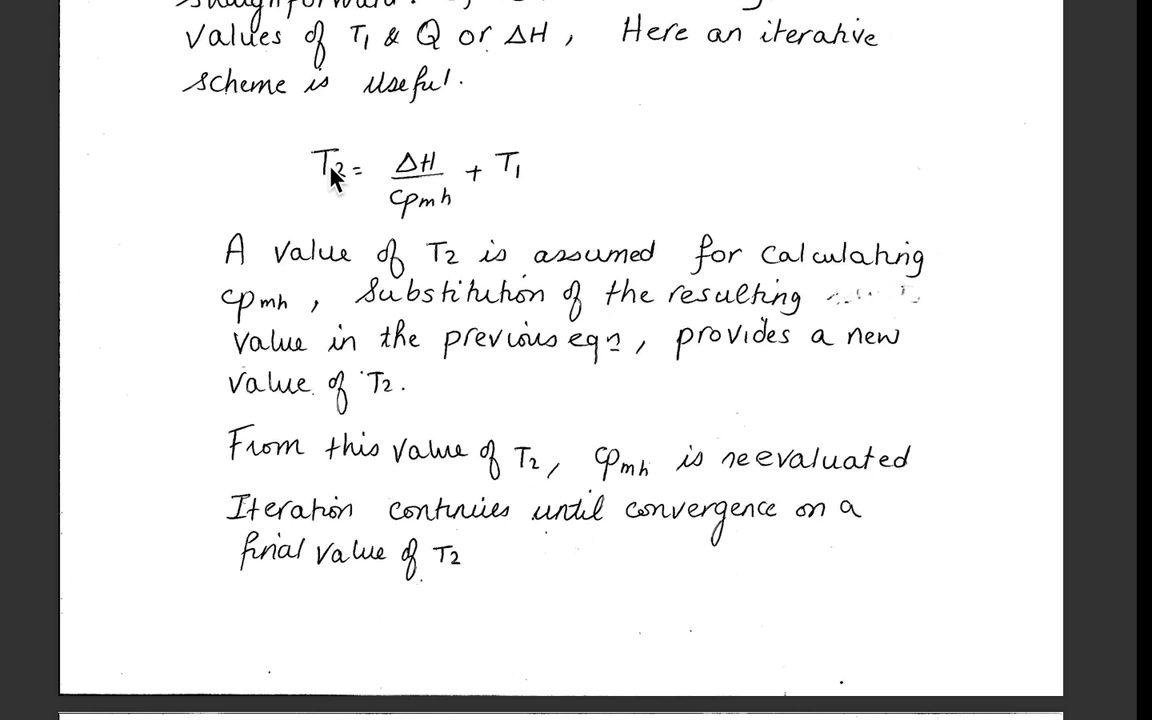 values of T1 & Q or ΔH, Here an iterative
scheme is useful.
T2 = ΔH / Cpmh + T1
A value of T2 is assumed for calculating
Cpmh, Substitution of the resulting
value in the previous eqn, provides a new
value of T2.
From this value of T2, Cpmh is reevaluated
Iteration continues until convergence on a
final value of T2